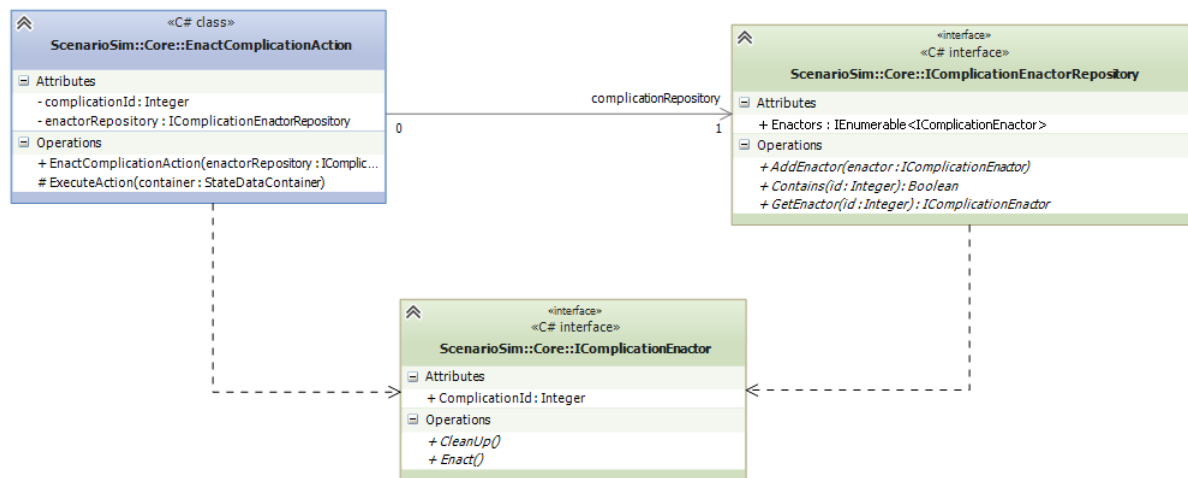 «C# class»
ScenarioSim::Core::EnactComplicationAction
Attributes
- complicationId : Integer
- enactorRepository : IComplicationEnactorRepository
Operations
+ EnactComplicationAction(enactorRepository : IComplic...
# ExecuteAction(container : StateDataContainer)
complicationRepository
0
1
«interface»
«C# interface»
ScenarioSim::Core::IComplicationEnactorRepository
Attributes
+ Enactors : IEnumerable<IComplicationEnactor>
Operations
+ AddEnactor(enactor : IComplicationEnactor)
+ Contains(id : Integer) : Boolean
+ GetEnactor(id : Integer) : IComplicationEnactor
«interface»
«C# interface»
ScenarioSim::Core::IComplicationEnactor
Attributes
+ ComplicationId : Integer
Operations
+ CleanUp()
+ Enact()